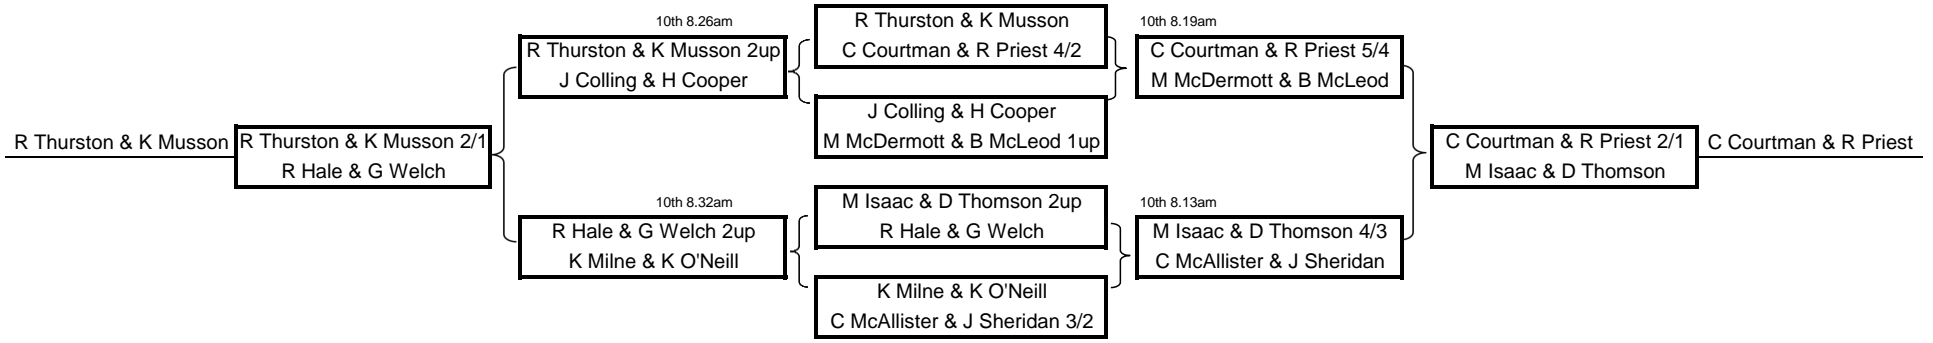 10th 8.26am
R Thurston & K Musson 2up
J Colling & H Cooper
R Thurston & K Musson
C Courtman & R Priest 4/2
J Colling & H Cooper
M McDermott & B McLeod 1up
10th 8.19am
C Courtman & R Priest 5/4
M McDermott & B McLeod
R Thurston & K Musson
R Thurston & K Musson 2/1
R Hale & G Welch
C Courtman & R Priest 2/1
M Isaac & D Thomson
C Courtman & R Priest
10th 8.32am
R Hale & G Welch 2up
K Milne & K O'Neill
M Isaac & D Thomson 2up
R Hale & G Welch
K Milne & K O'Neill
C McAllister & J Sheridan 3/2
10th 8.13am
M Isaac & D Thomson 4/3
C McAllister & J Sheridan